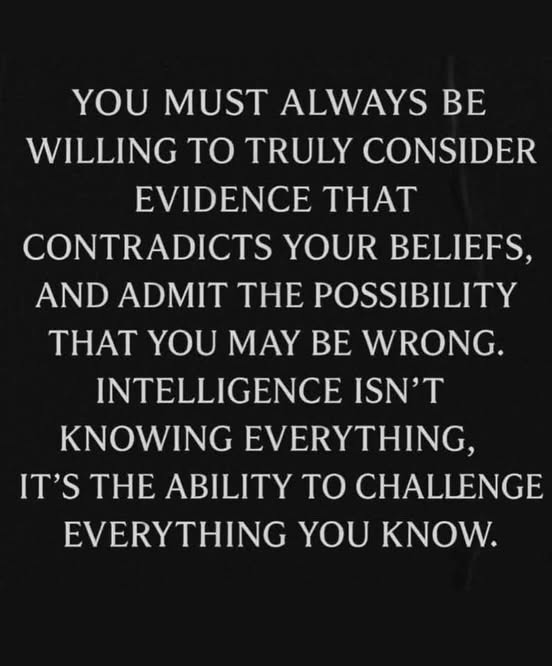 YOU MUST ALWAYS BE
WILLING TO TRULY CONSIDER
EVIDENCE THAT
CONTRADICTS YOUR BELIEFS,
AND ADMIT THE POSSIBILITY
THAT YOU MAY BE WRONG.
INTELLIGENCE ISN’T
KNOWING EVERYTHING,
IT’S THE ABILITY TO CHALLENGE
EVERYTHING YOU KNOW.